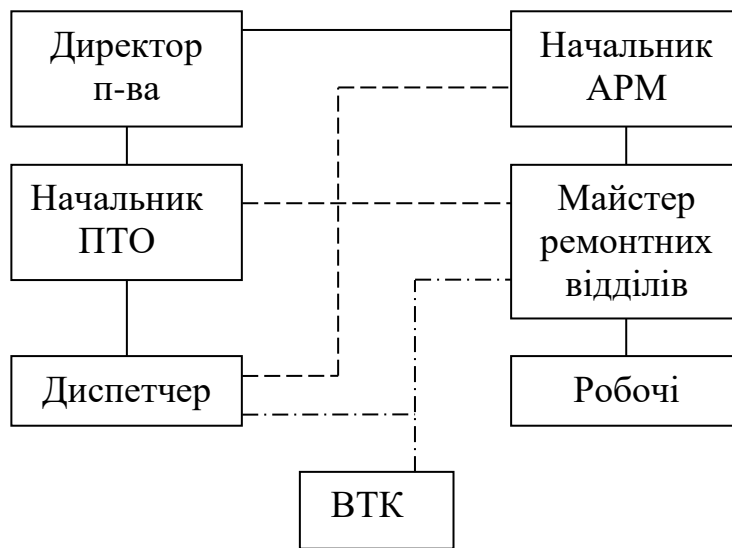 Директор
п-ва
Начальник
АРМ
Начальник
ПТО
Майстер
ремонтних
відділів
Диспетчер
Робочі
ВТК